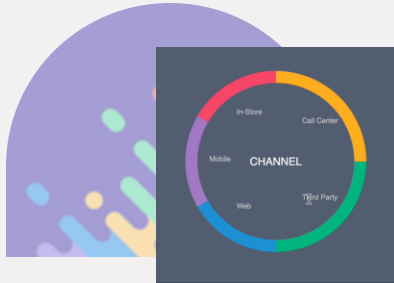 In-Store
Call Center
Mobile
CHANNEL
Web
Third Party